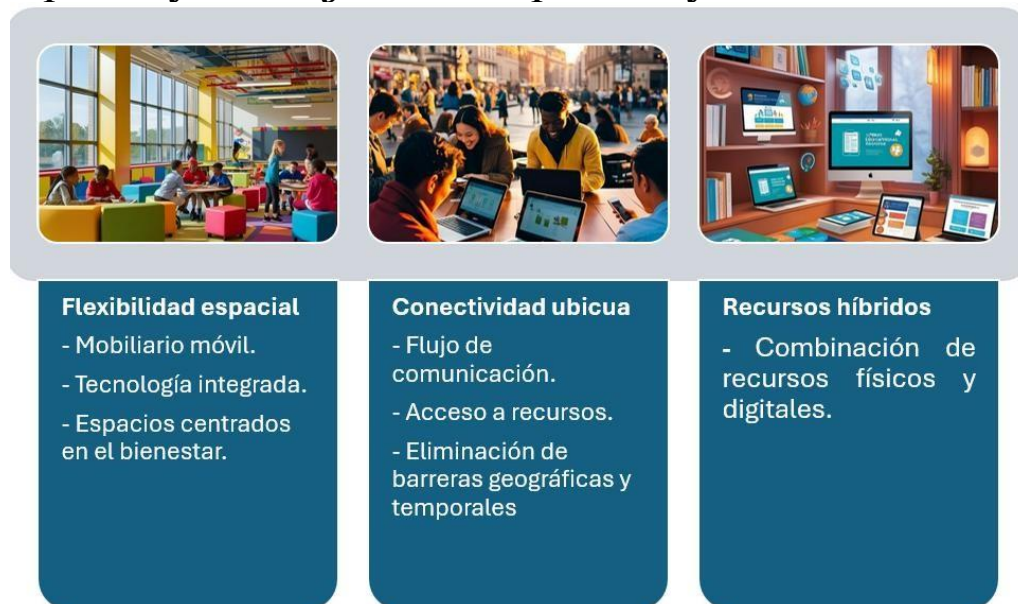 Flexibilidad espacial
- Mobiliario móvil.
- Tecnología integrada.
- Espacios centrados
en el bienestar.
Conectividad ubicua
- Flujo de
comunicación.
- Acceso a recursos.
- Eliminación de
barreras geográficas y
temporales
Recursos híbridos
- Combinación de
recursos físicos y
digitales.